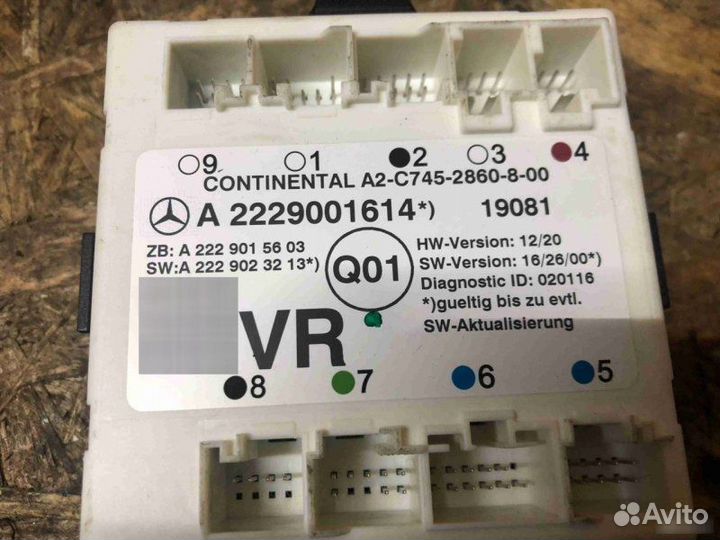 9 1 2 3 4
CONTINENTAL A2-C745-2860-8-00
A 2229001614*) 19081
ZB: A 222 901 56 03
SW:A 222 902 32 13*)
Q01
HW-Version: 12/20
SW-Version: 16/26/00*)
Diagnostic ID: 020116
*)gueltig bis zu evtl.
SW-Aktualisierung
VR
8 7 6 5
Avito